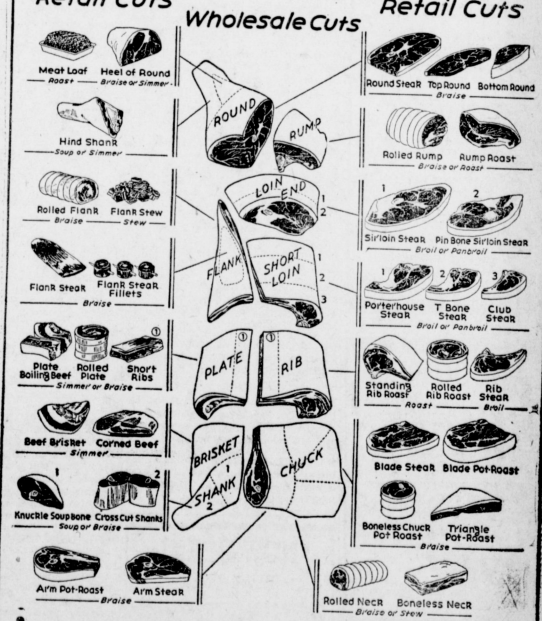 Retail Cuts
Wholesale Cuts
Retail Cuts
Meat Loaf Heel of Round
Roast Braise or Simmer
Hind Shank
Soup or Simmer
Rolled Flank Flank Stew
Braise Stew
Flank Steak Flank Steak
Fillets
Braise
Plate Rolled Short
Boiling Beef Plate Ribs
1
Simmer or Braise
Beef Brisket Corned Beef
Simmer
1 2
Knuckle Soup Bone Cross Cut Shanks
Soup or Braise
Arm Pot-Roast Arm Steak
Braise
ROUND
RUMP
LOIN END
1
2
FLANK
SHORT
LOIN
1
2
3
PLATE
1
RIB
1
BRISKET
1
SHANK
2
CHUCK
Round Steak Top Round Bottom Round
Braise
Rolled Rump Rump Roast
Braise or Roast
1 2
Sirloin Steak Pin Bone Sirloin Steak
Broil or Panbroil
1 2 3
Porterhouse T Bone Club
Steak Steak Steak
Broil or Panbroil
Standing Rolled Rib
Rib Roast Rib Roast Steak
Roast Broil
Blade Steak Blade Pot-Roast
Boneless Chuck Triangle
Pot Roast Pot-Roast
Braise
Rolled Neck Boneless Neck
Braise or Stew